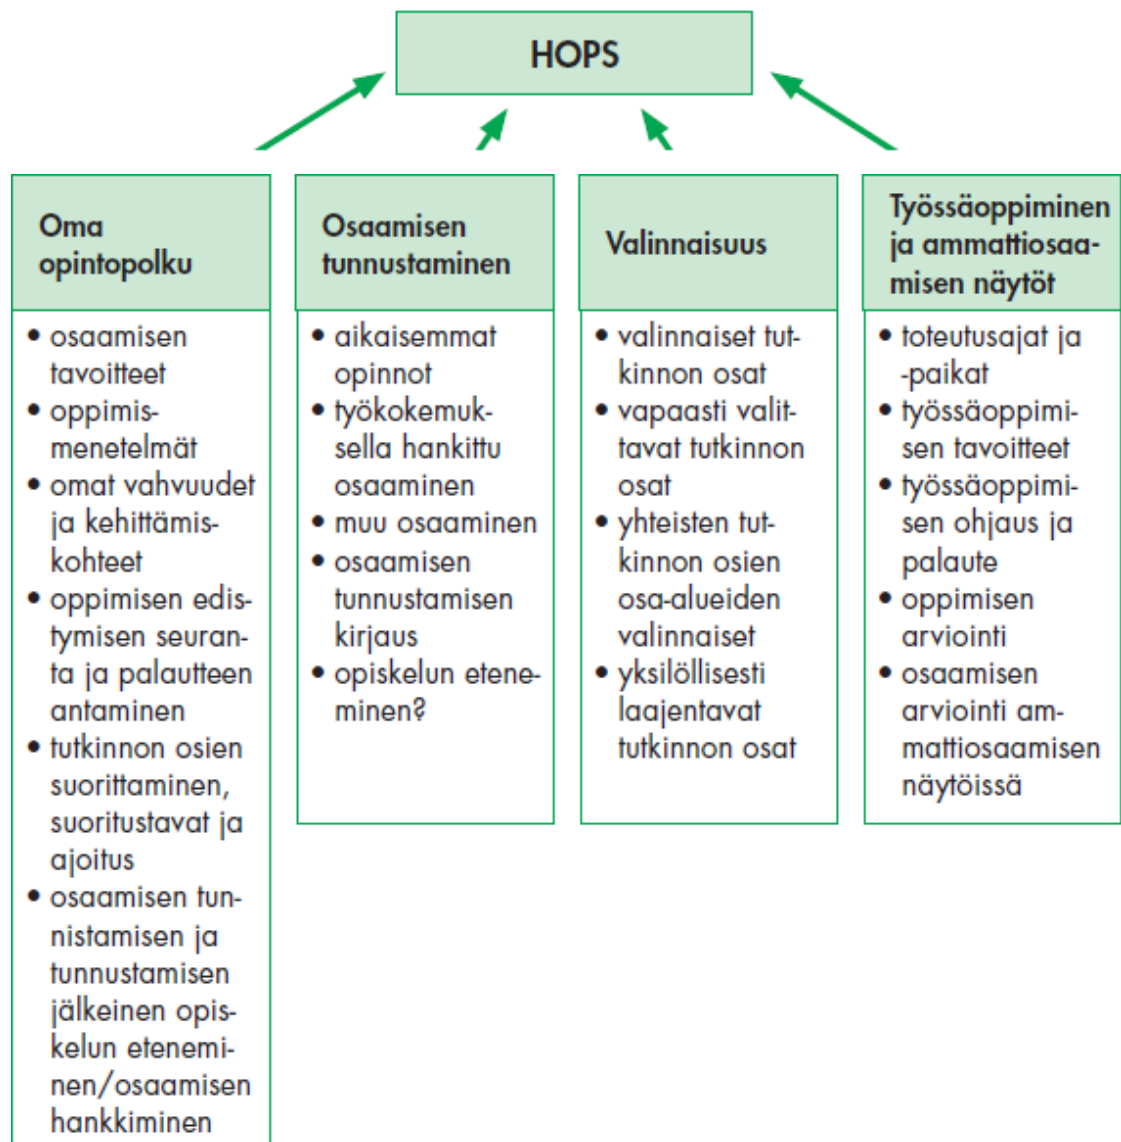 HOPS
Oma
opintopolku
• osaamisen
tavoitteet
• oppimis-
menetelmät
• omat vahvuudet
ja kehittämis-
kohteet
• oppimisen edis-
tymisen seuran-
ta ja palautteen
antaminen
• tutkinnon osien
suorittaminen,
suoritustavat ja
ajoitus
• osaamisen tun-
nistamisen ja
tunnustamisen
jälkeinen opis-
kelun etenemi-
nen/osaamisen
hankkiminen
Osaamisen
tunnustaminen
• aikaisemmat
opinnot
• työkokemuk-
sella hankittu
osaaminen
• muu osaaminen
• osaamisen
tunnustamisen
kirjaus
• opiskelun etene-
minen?
Valinnaisuus
• valinnaiset tut-
kinnon osat
• vapaasti valit-
tavat tutkinnon
osat
• yhteisten tut-
kinnon osien
osa-alueiden
valinnaiset
• yksilöllisesti
laajentavat
tutkinnon osat
Työssäoppiminen
ja ammattiosaa-
misen näytöt
• toteutusajat ja
-paikat
• työssäoppimi-
sen tavoitteet
• työssäoppimi-
sen ohjaus ja
palaute
• oppimisen
arviointi
• osaamisen
arviointi am-
mattiosaamisen
näytöissä